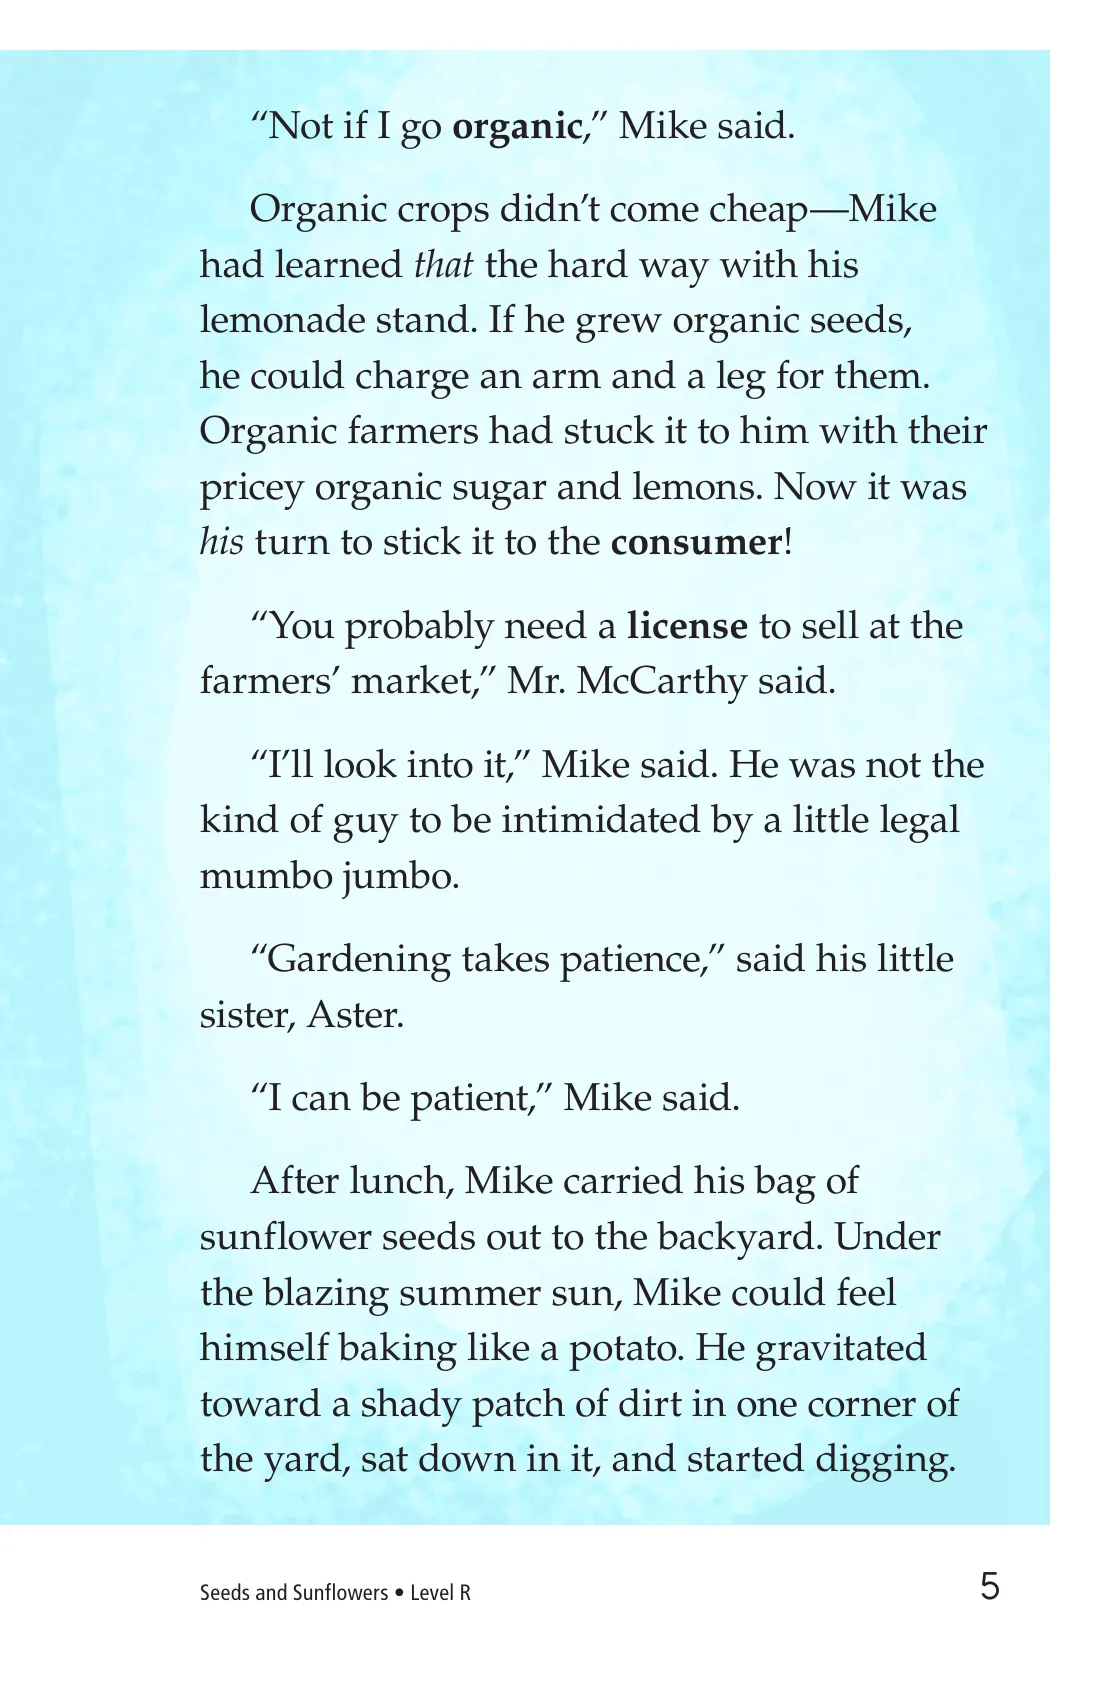 “Not if I go organic,” Mike said.
Organic crops didn’t come cheap—Mike
had learned that the hard way with his
lemonade stand. If he grew organic seeds,
he could charge an arm and a leg for them.
Organic farmers had stuck it to him with their
pricey organic sugar and lemons. Now it was
his turn to stick it to the consumer!
“You probably need a license to sell at the
farmers’ market,” Mr. McCarthy said.
“I’ll look into it,” Mike said. He was not the
kind of guy to be intimidated by a little legal
mumbo jumbo.
“Gardening takes patience,” said his little
sister, Aster.
“I can be patient,” Mike said.
After lunch, Mike carried his bag of
sunflower seeds out to the backyard. Under
the blazing summer sun, Mike could feel
himself baking like a potato. He gravitated
toward a shady patch of dirt in one corner of
the yard, sat down in it, and started digging.
Seeds and Sunflowers • Level R
5